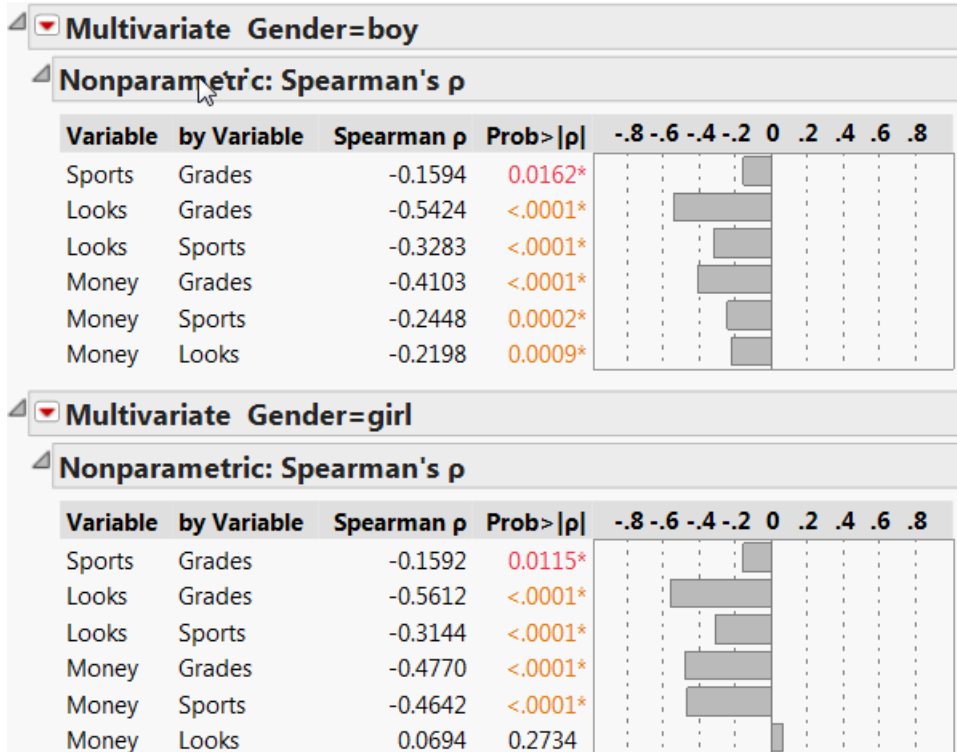 Multivariate Gender=boy
Nonparametric: Spearman's ρ
Variable by Variable Spearman ρ Prob>|ρ| -.8 -.6 -.4 -.2 0 .2 .4 .6 .8
Sports Grades -0.1594 0.0162*
Looks Grades -0.5424 <.0001*
Looks Sports -0.3283 <.0001*
Money Grades -0.4103 <.0001*
Money Sports -0.2448 0.0002*
Money Looks -0.2198 0.0009*
Multivariate Gender=girl
Nonparametric: Spearman's ρ
Variable by Variable Spearman ρ Prob>|ρ| -.8 -.6 -.4 -.2 0 .2 .4 .6 .8
Sports Grades -0.1592 0.0115*
Looks Grades -0.5612 <.0001*
Looks Sports -0.3144 <.0001*
Money Grades -0.4770 <.0001*
Money Sports -0.4642 <.0001*
Money Looks 0.0694 0.2734